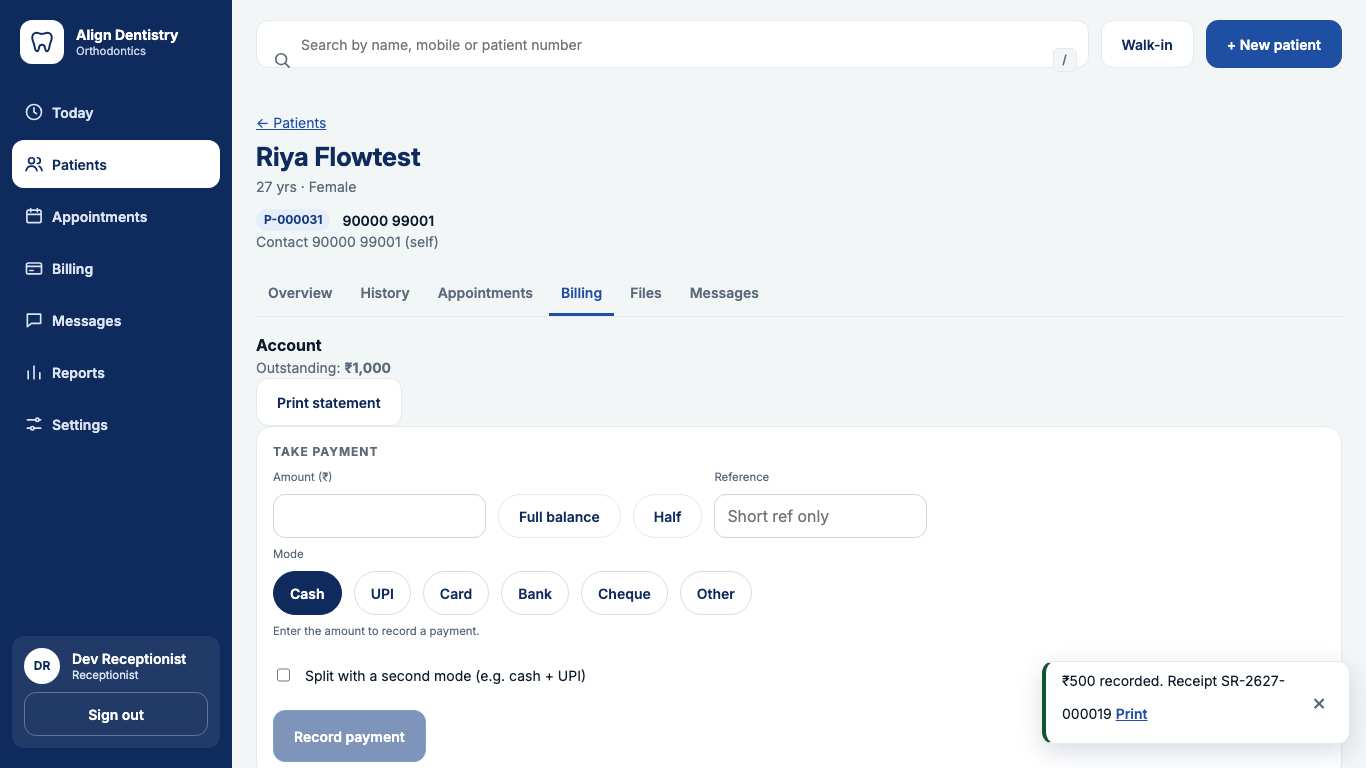 Align Dentistry
Orthodontics
Today
Patients
Appointments
Billing
Messages
Reports
Settings
DR
Dev Receptionist
Receptionist
Sign out
Search by name, mobile or patient number
/
Walk-in
+ New patient
← Patients
Riya Flowtest
27 yrs · Female
P-000031 90000 99001
Contact 90000 99001 (self)
Overview History Appointments Billing Files Messages
Account
Outstanding: ₹1,000
Print statement
TAKE PAYMENT
Amount (₹) Reference
Full balance Half Short ref only
Mode
Cash UPI Card Bank Cheque Other
Enter the amount to record a payment.
Split with a second mode (e.g. cash + UPI)
Record payment
₹500 recorded. Receipt SR-2627-
000019 Print